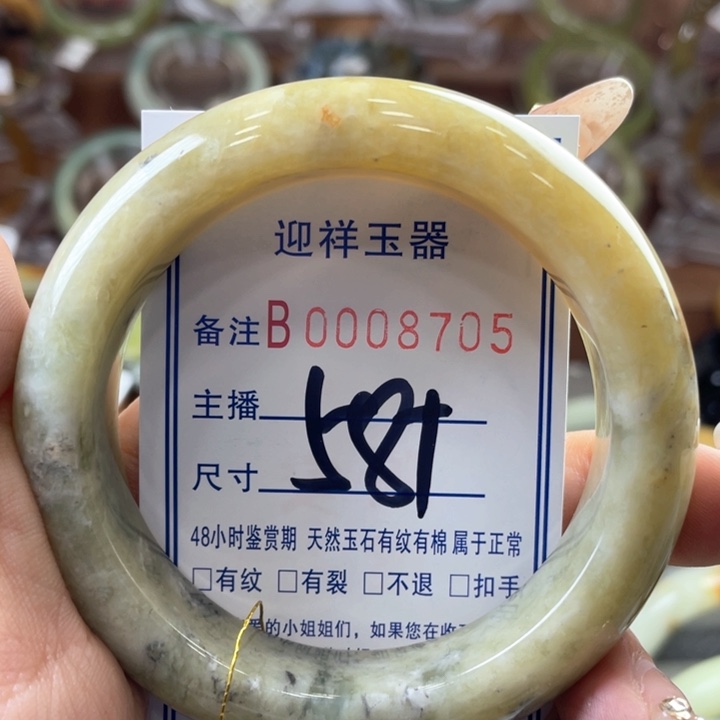 迎祥玉器
备注B0008705
主播
尺寸
581
48小时鉴赏期 天然玉石有纹有棉 属于正常
□有纹 □有裂 □不退 □扣手
的小姐姐们，如果您在收